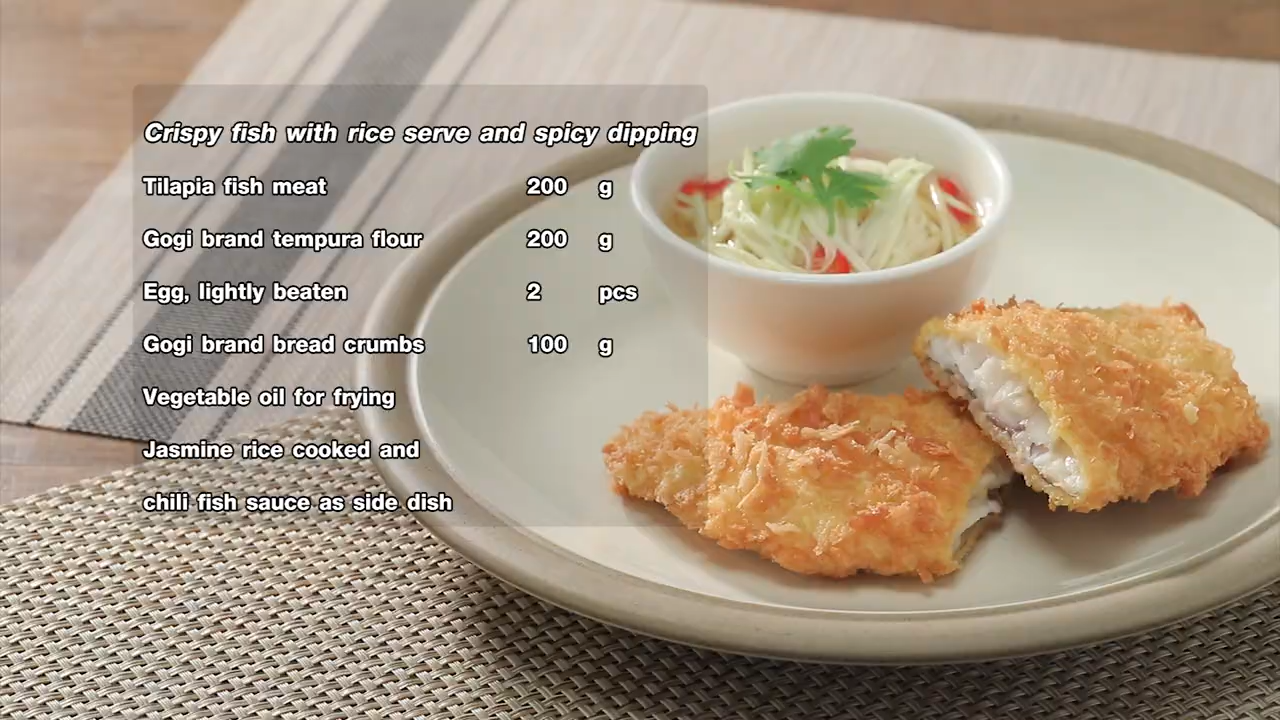 Crispy fish with rice serve and spicy dipping
Tilapia fish meat 200 g
Gogi brand tempura flour 200 g
Egg, lightly beaten 2 pcs
Gogi brand bread crumbs 100 g
Vegetable oil for frying
Jasmine rice cooked and
chili fish sauce as side dish